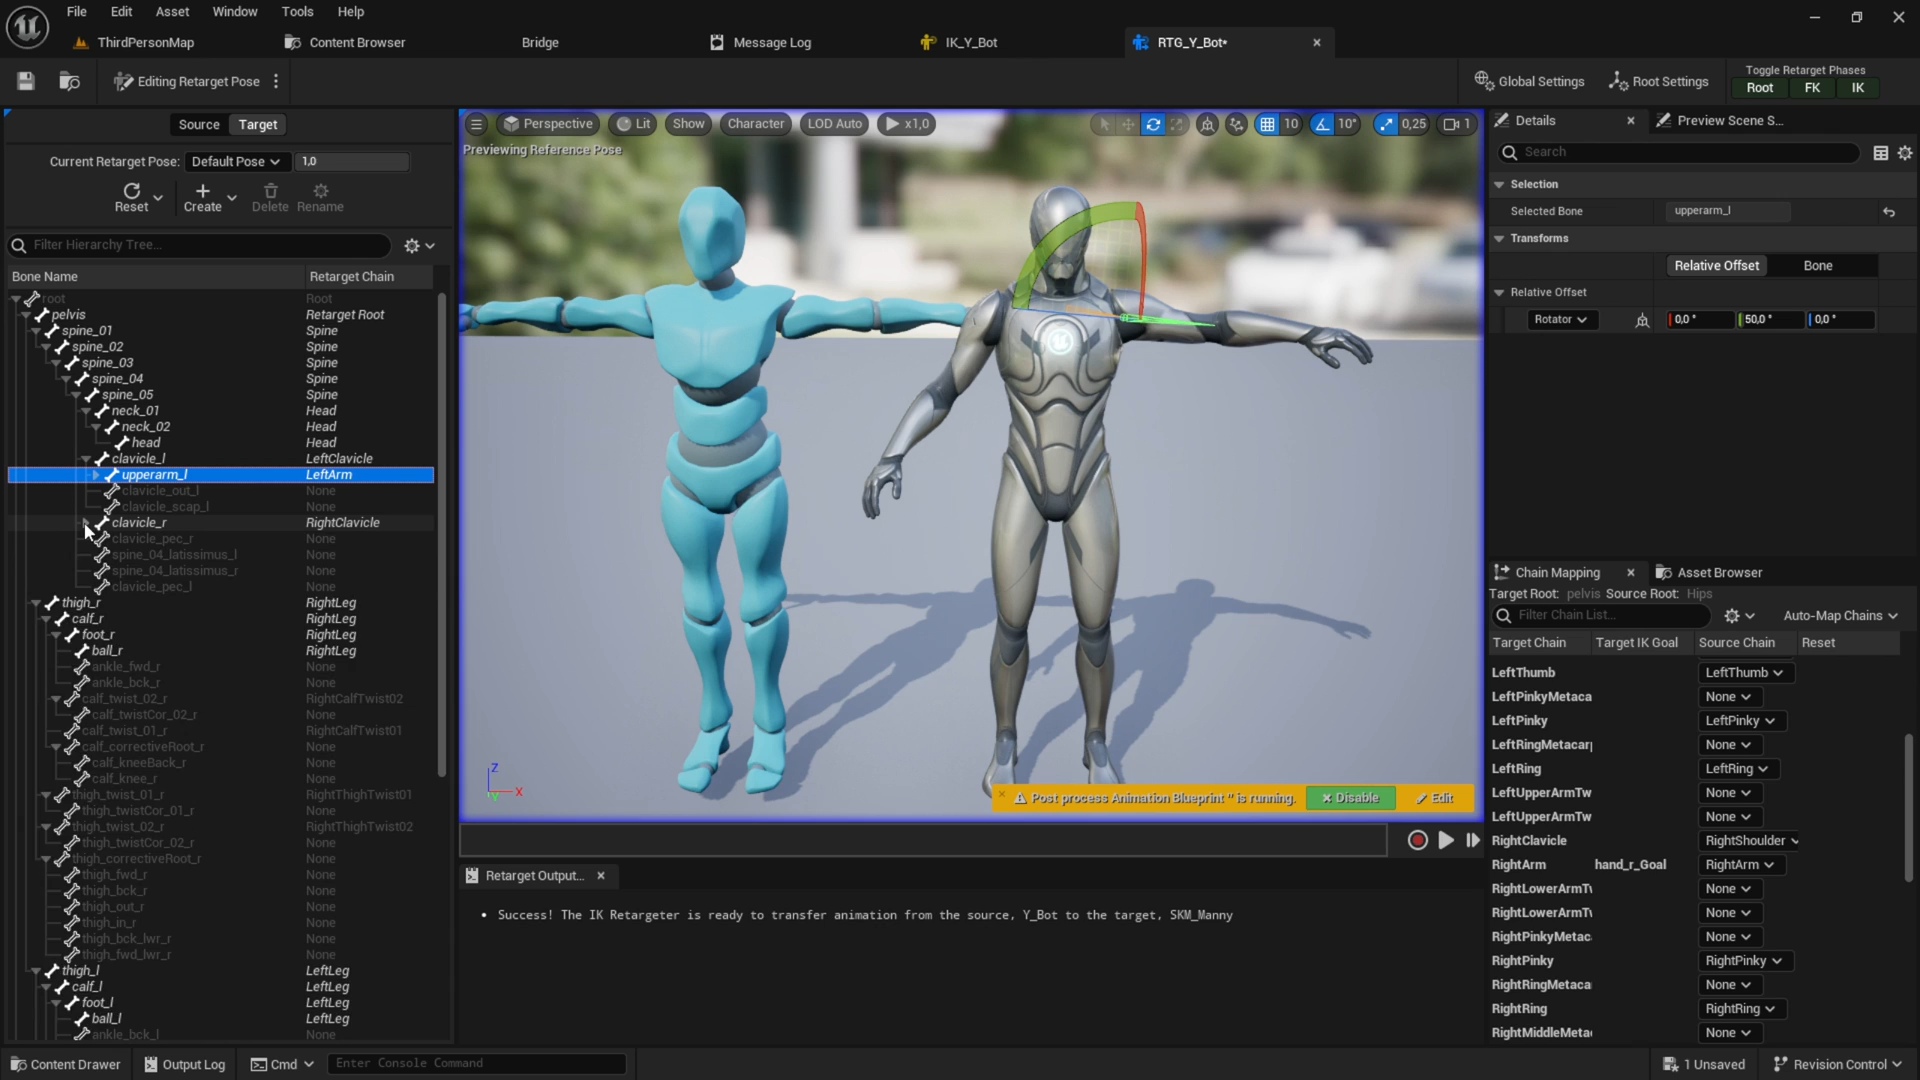 File Edit Asset Window Tools Help
ThirdPersonMap Content Browser Bridge Message Log IK_Y_Bot RTG_Y_Bot*
Editing Retarget Pose Global Settings Root Settings
Toggle Retarget Phases
Root FK IK
Source Target
Current Retarget Pose: Default Pose 1,0
Reset Create Delete Rename
Filter Hierarchy Tree...
Bone Name Retarget Chain
root Root
pelvis Retarget Root
spine_01 Spine
spine_02 Spine
spine_03 Spine
spine_04 Spine
spine_05 Spine
neck_01 Head
neck_02 Head
head Head
clavicle_l LeftClavicle
upperarm_l LeftArm
clavicle_out_l None
clavicle_scap_l None
clavicle_r RightClavicle
clavicle_pec_r None
spine_04_latissimus_l None
spine_04_latissimus_r None
clavicle_pec_l None
thigh_r RightLeg
calf_r RightLeg
foot_r RightLeg
ball_r RightLeg
ankle_fwd_r None
ankle_bck_r None
calf_twist_02_r RightCalfTwist02
calf_twistCor_02_r None
calf_twist_01_r RightCalfTwist01
calf_correctiveRoot_r None
calf_kneeBack_r None
calf_knee_r None
thigh_twist_01_r RightThighTwist01
thigh_twistCor_01_r None
thigh_twist_02_r RightThighTwist02
thigh_twistCor_02_r None
thigh_correctiveRoot_r None
thigh_fwd_r None
thigh_bck_r None
thigh_out_r None
thigh_in_r None
thigh_bck_lwr_r None
thigh_fwd_lwr_r None
thigh_l LeftLeg
calf_l LeftLeg
foot_l LeftLeg
ball_l LeftLeg
ankle_bck_l None
Perspective Lit Show Character LOD Auto x1,0 10 10° 0,25 1
Previewing Reference Pose
Z
X
Y
Post process Animation Blueprint '' is running. Disable Edit
Retarget Output...
• Success! The IK Retargeter is ready to transfer animation from the source, Y_Bot to the target, SKM_Manny
Details Preview Scene S...
Search
Selection
Selected Bone upperarm_l
Transforms
Relative Offset Bone
Relative Offset
Rotator 0,0 ° 50,0 ° 0,0 °
Chain Mapping Asset Browser
Target Root: pelvis Source Root: Hips
Filter Chain List... Auto-Map Chains
Target Chain Target IK Goal Source Chain Reset
LeftThumb LeftThumb
LeftPinkyMetaca None
LeftPinky LeftPinky
LeftRingMetacar None
LeftRing LeftRing
LeftUpperArmTw None
LeftUpperArmTw None
RightClavicle RightShoulder
RightArm hand_r_Goal RightArm
RightLowerArmTw None
RightLowerArmTw None
RightPinkyMetac None
RightPinky RightPinky
RightRingMetaca None
RightRing RightRing
RightMiddleMeta None
Content Drawer Output Log Cmd Enter Console Command 1 Unsaved Revision Control